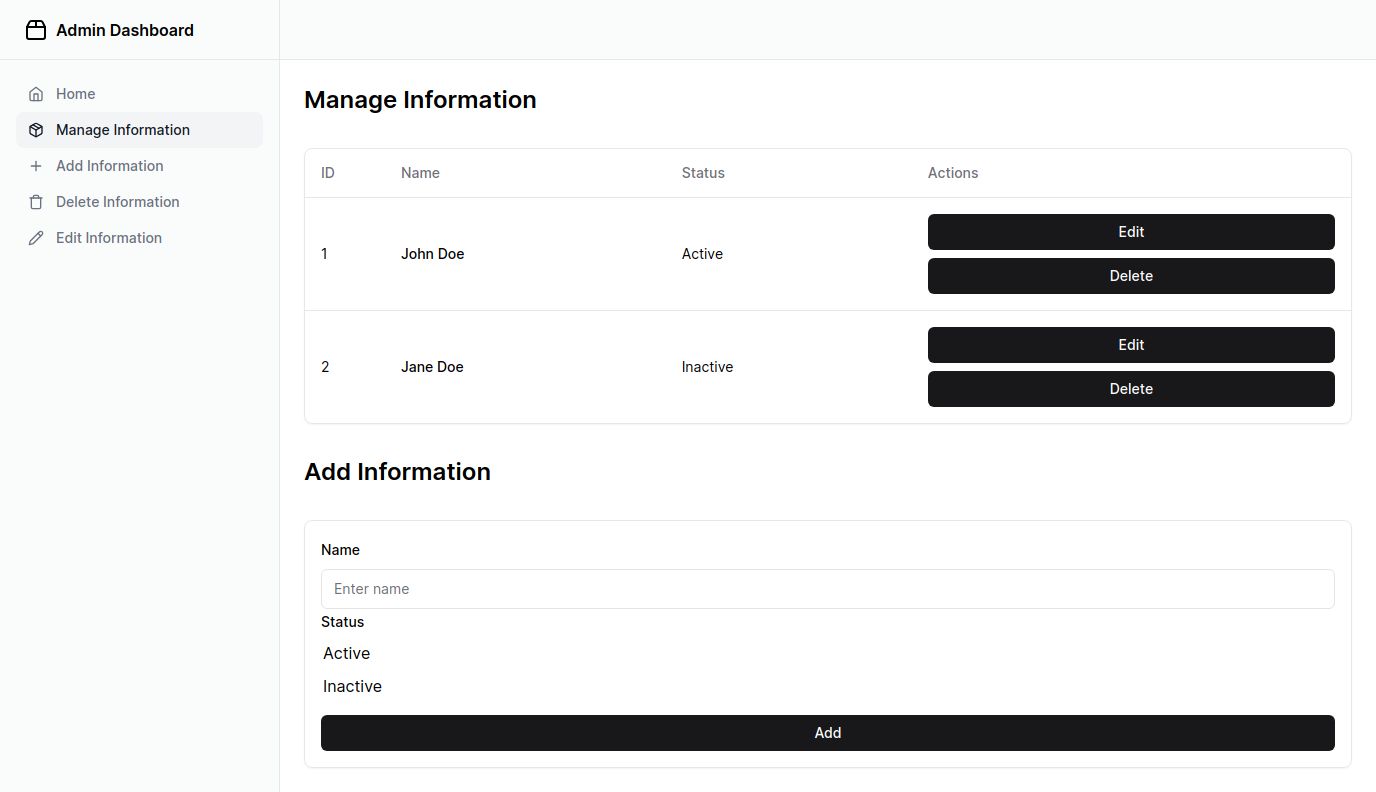 Admin Dashboard
Home
Manage Information
Add Information
Delete Information
Edit Information
Manage Information
ID Name Status Actions
1 John Doe Active Edit
Delete
2 Jane Doe Inactive Edit
Delete
Add Information
Name
Enter name
Status
Active
Inactive
Add